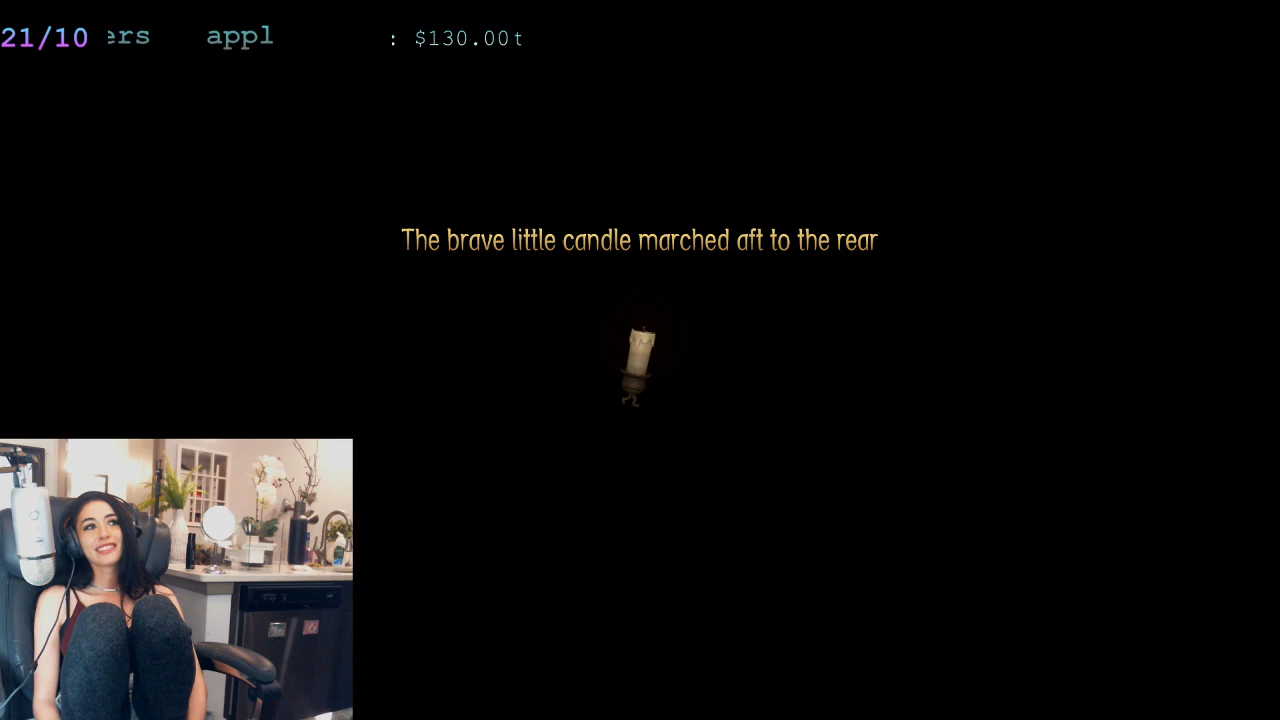 21/10 ers appl : $130.00t
The brave little candle marched aft to the rear